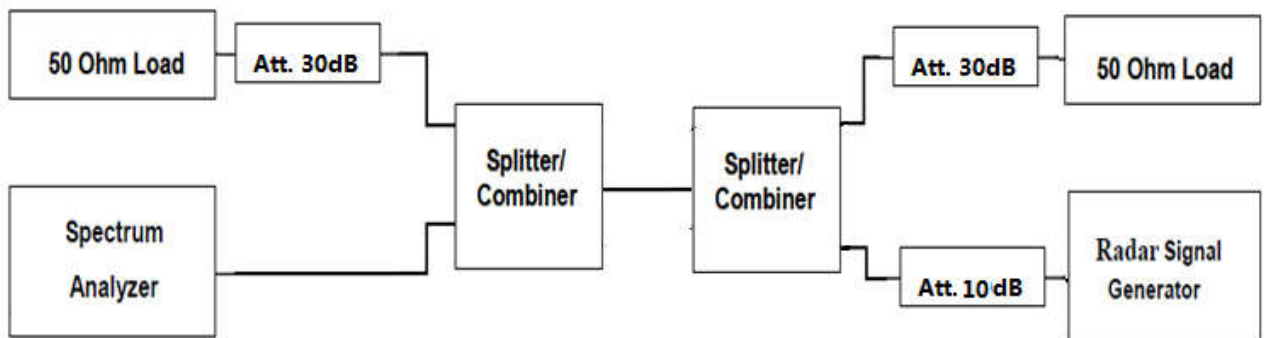 50 Ohm Load
Att. 30dB
Att. 30dB
50 Ohm Load
Splitter/
Combiner
Splitter/
Combiner
Spectrum
Analyzer
Radar Signal
Generator
Att. 10dB